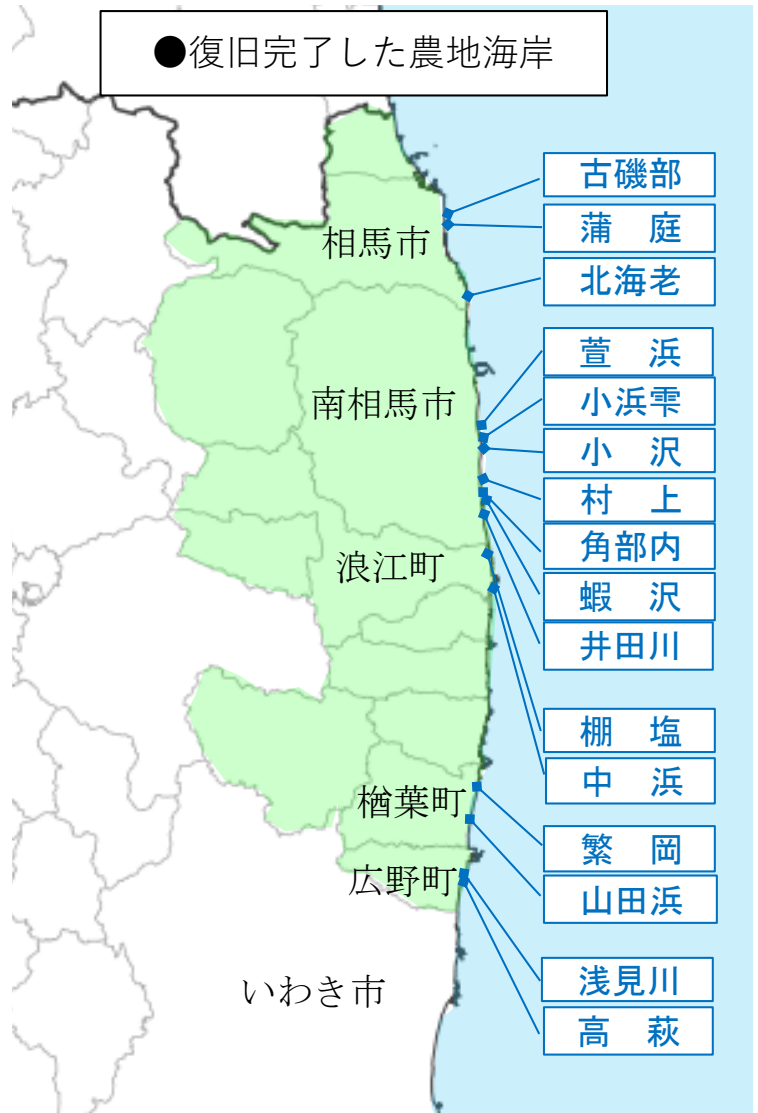 ●復旧完了した農地海岸
古磯部
蒲　庭
相馬市
北海老
萱　浜
南相馬市
小浜雫
小　沢
村　上
角部内
浪江町
蝦　沢
井田川
棚　塩
中　浜
楢葉町
繁　岡
広野町
山田浜
いわき市
浅見川
高　萩